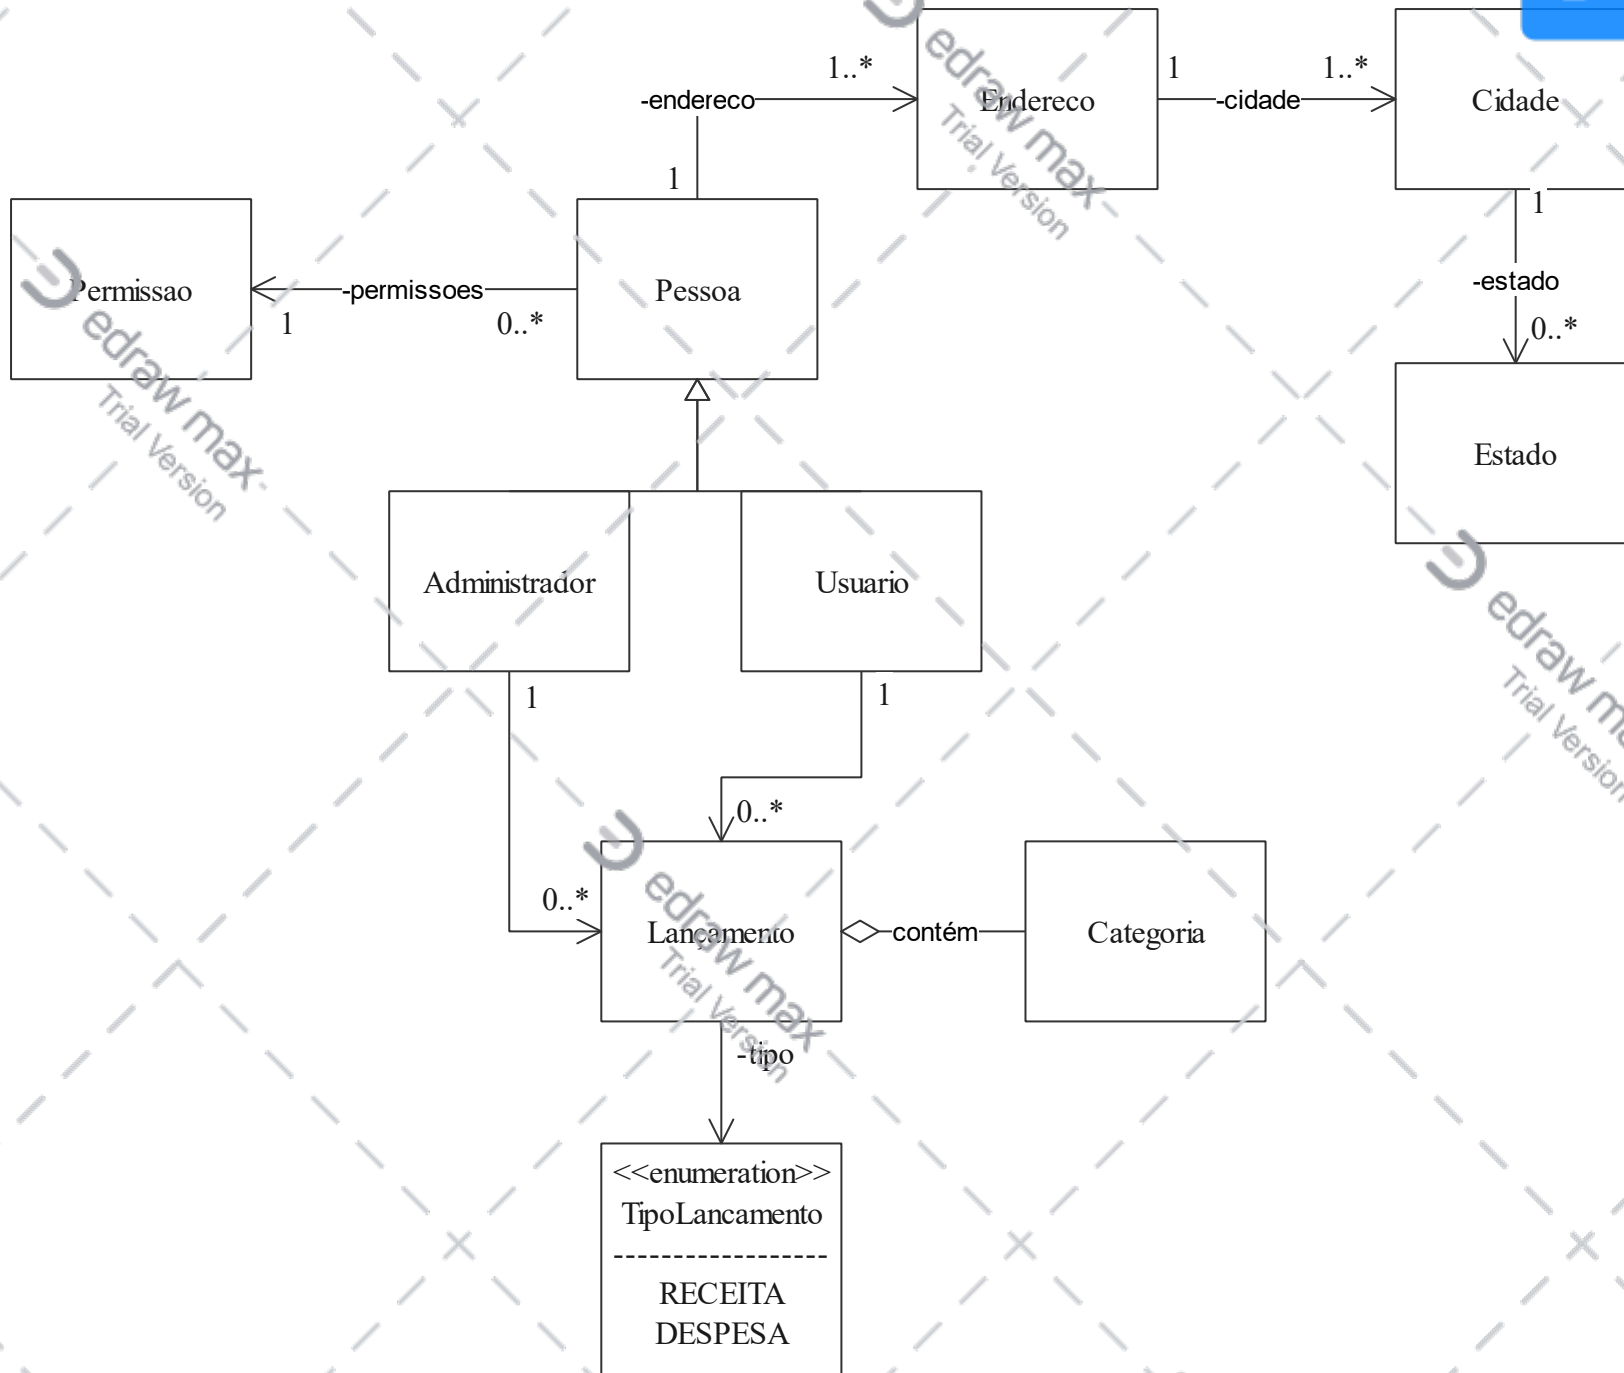 1..*
-endereco
Endereco
1
-cidade
1..*
Cidade
1
1
-estado
0..*
Estado
Permissao
1
-permissoes
0..*
Pessoa
Administrador
Usuario
1
1
0..*
0..*
Lançamento
contém
Categoria
-tipo
<<enumeration>>
TipoLancamento
------------------
RECEITA
DESPESA
edraw max
Trial Version
edraw max
Trial Version
edraw max
Trial Version
edraw max
Trial Version